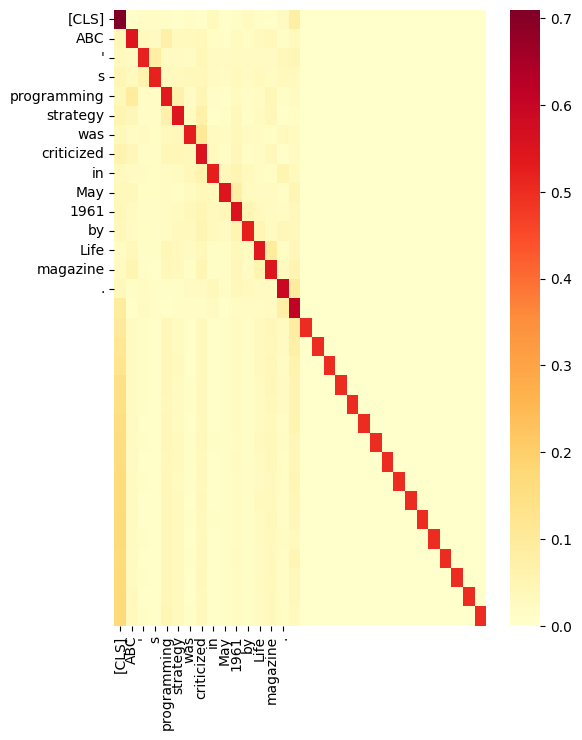 [CLS]
ABC
'
s
programming
strategy
was
criticized
in
May
1961
by
Life
magazine
.
0.7
0.6
0.5
0.4
0.3
0.2
0.1
0.0
[CLS]
ABC
'
s
programming
strategy
was
criticized
in
May
1961
by
Life
magazine
.